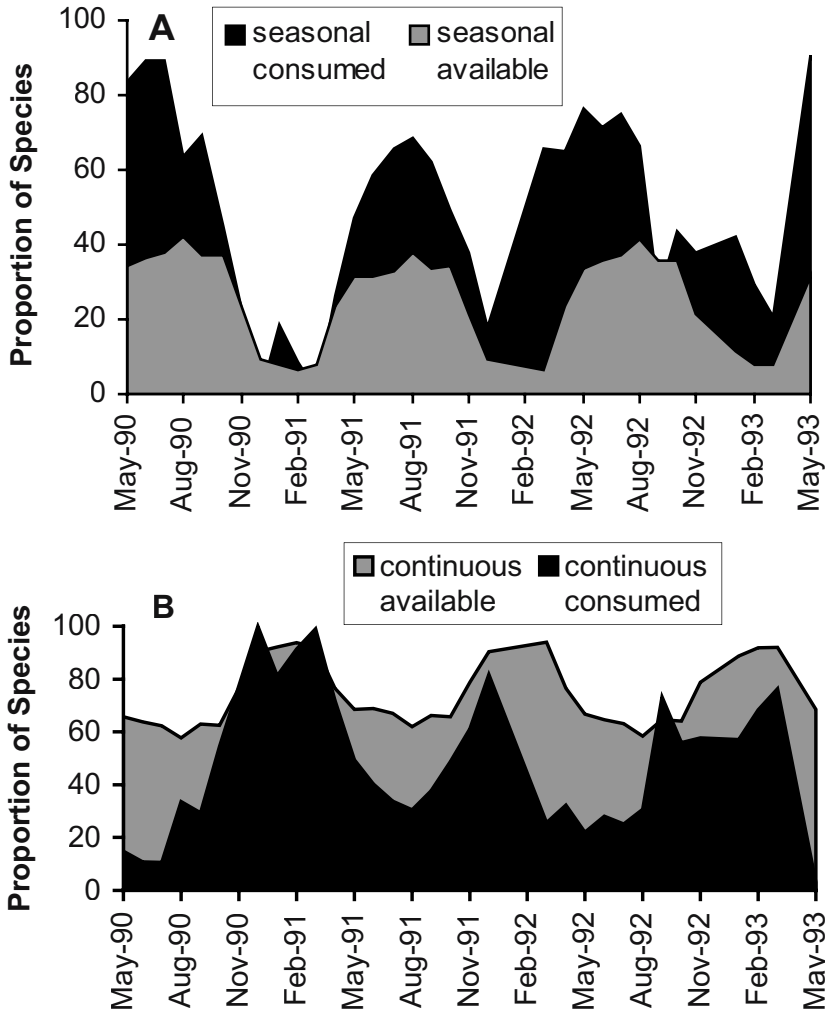 A
seasonal consumed
seasonal available
Proportion of Species
100
80
60
40
20
0
May-90
Aug-90
Nov-90
Feb-91
May-91
Aug-91
Nov-91
Feb-92
May-92
Aug-92
Nov-92
Feb-93
May-93
B
continuous available
continuous consumed
Proportion of Species
100
80
60
40
20
0
May-90
Aug-90
Nov-90
Feb-91
May-91
Aug-91
Nov-91
Feb-92
May-92
Aug-92
Nov-92
Feb-93
May-93